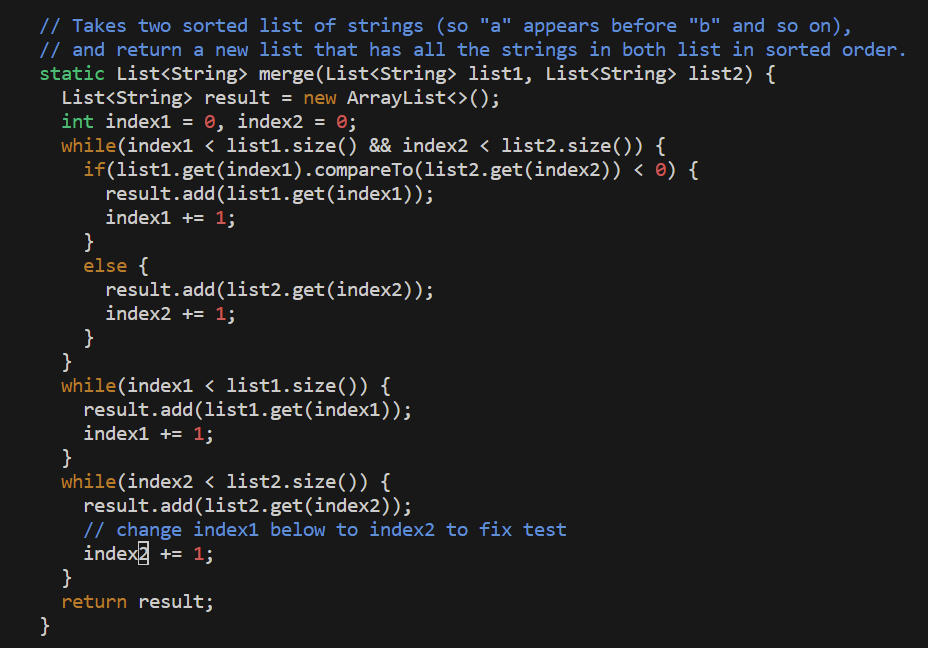 // Takes two sorted list of strings (so "a" appears before "b" and so on),
// and return a new list that has all the strings in both list in sorted order.
static List<String> merge(List<String> list1, List<String> list2) {
  List<String> result = new ArrayList<>();
  int index1 = 0, index2 = 0;
  while(index1 < list1.size() && index2 < list2.size()) {
    if(list1.get(index1).compareTo(list2.get(index2)) < 0) {
      result.add(list1.get(index1));
      index1 += 1;
    }
    else {
      result.add(list2.get(index2));
      index2 += 1;
    }
  }
  while(index1 < list1.size()) {
    result.add(list1.get(index1));
    index1 += 1;
  }
  while(index2 < list2.size()) {
    result.add(list2.get(index2));
    // change index1 below to index2 to fix test
    index2 += 1;
  }
  return result;
}